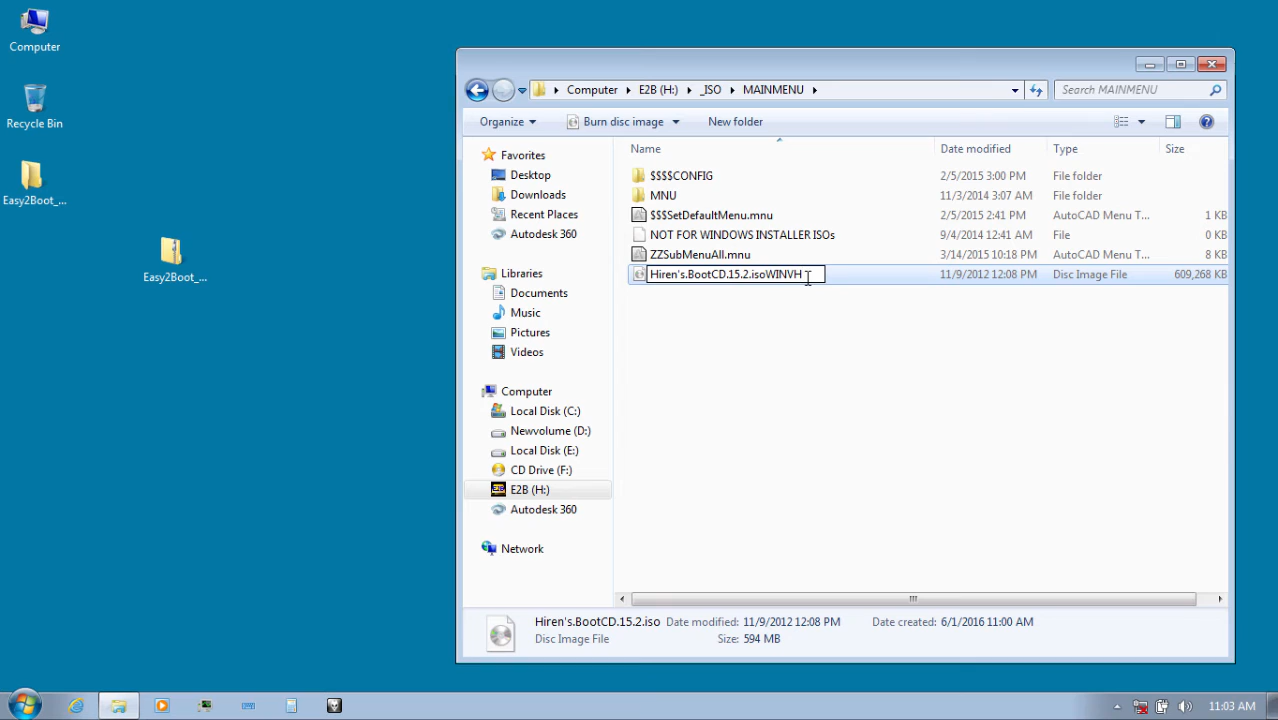 Computer
Recycle Bin
Easy2Boot_...
Easy2Boot_...
Computer E2B (H:) _ISO MAINMENU Search MAINMENU
Organize Burn disc image New folder
Name Date modified Type Size
Favorites
Desktop
Downloads
Recent Places
Autodesk 360
Libraries
Documents
Music
Pictures
Videos
Computer
Local Disk (C:)
Newvolume (D:)
Local Disk (E:)
CD Drive (F:)
E2B (H:)
Autodesk 360
Network
$$$$CONFIG 2/5/2015 3:00 PM File folder
MNU 11/3/2014 3:07 AM File folder
$$$SetDefaultMenu.mnu 2/5/2015 2:41 PM AutoCAD Menu T... 1 KB
NOT FOR WINDOWS INSTALLER ISOs 9/4/2014 12:41 AM File 0 KB
ZZSubMenuAll.mnu 3/14/2015 10:18 PM AutoCAD Menu T... 8 KB
Hiren's.BootCD.15.2.isoWINVH 11/9/2012 12:08 PM Disc Image File 609,268 KB
Hiren's.BootCD.15.2.iso Date modified: 11/9/2012 12:08 PM Date created: 6/1/2016 11:00 AM
Disc Image File Size: 594 MB
11:03 AM